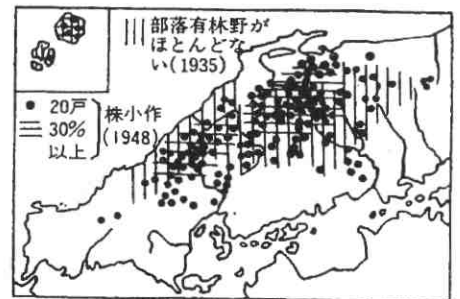 部落有林野が
ほとんどな
い(1935)
20戸
30%
以上
株小作
(1948)